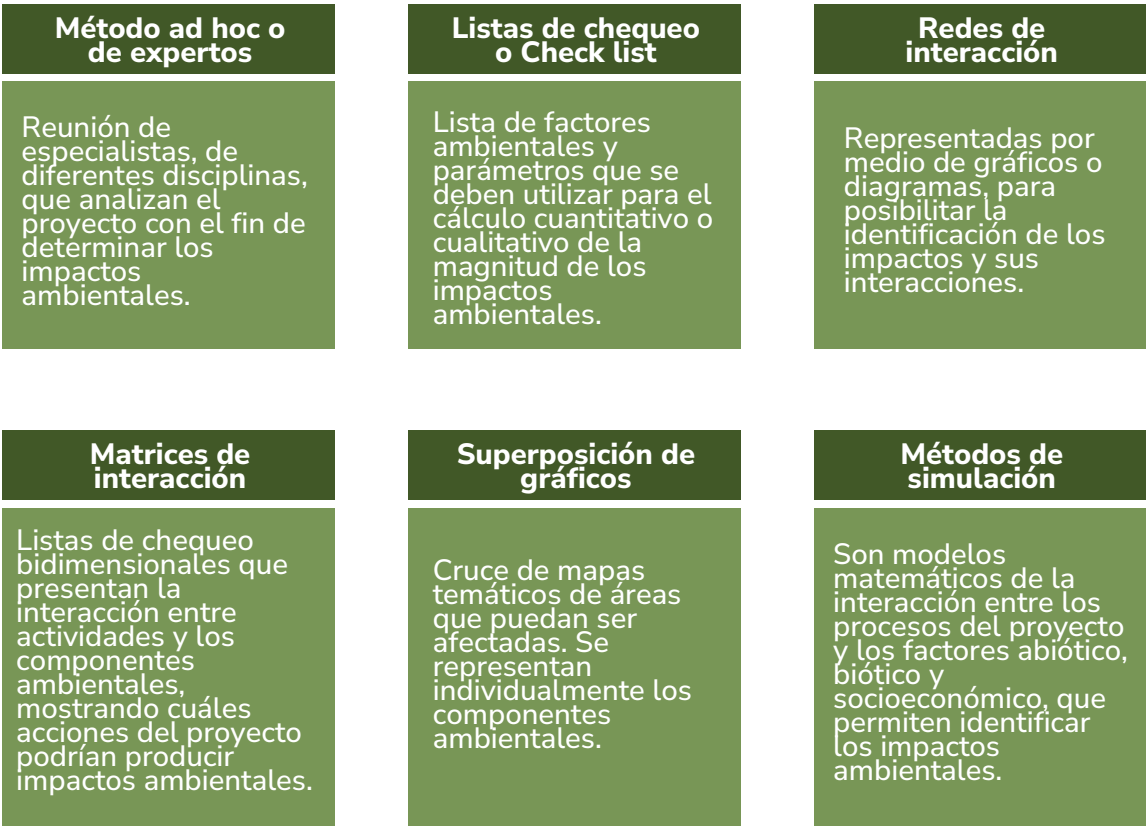 Método ad hoc o
de expertos
Reunión de
especialistas, de
diferentes disciplinas,
que analizan el
proyecto con el fin de
determinar los
impactos
ambientales.
Listas de chequeo
o Check list
Lista de factores
ambientales y
parámetros que se
deben utilizar para el
cálculo cuantitativo o
cualitativo de la
magnitud de los
impactos
ambientales.
Redes de
interacción
Representadas por
medio de gráficos o
diagramas, para
posibilitar la
identificación de los
impactos y sus
interacciones.
Matrices de
interacción
Listas de chequeo
bidimensionales que
presentan la
interacción entre
actividades y los
componentes
ambientales,
mostrando cuáles
acciones del proyecto
podrían producir
impactos ambientales.
Superposición de
gráficos
Cruce de mapas
temáticos de áreas
que puedan ser
afectadas. Se
representan
individualmente los
componentes
ambientales.
Métodos de
simulación
Son modelos
matemáticos de la
interacción entre los
procesos del proyecto
y los factores abiótico,
biótico y
socioeconómico, que
permiten identificar
los impactos
ambientales.